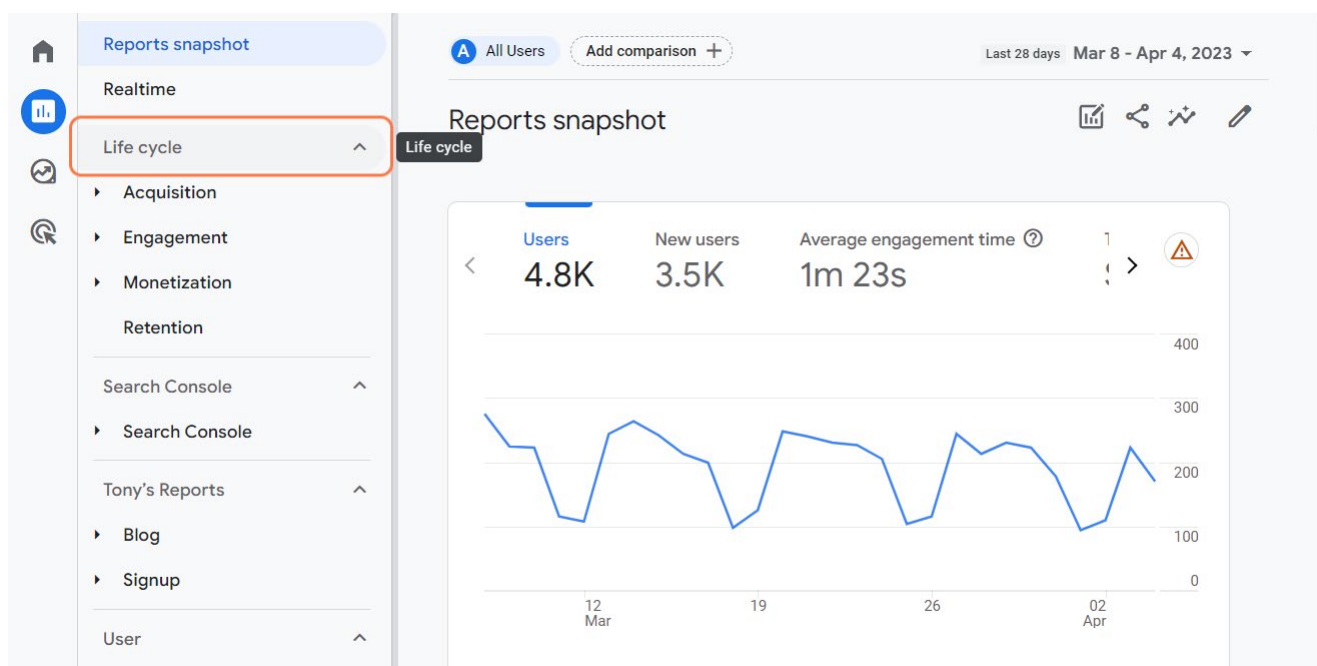 Reports snapshot
Realtime
Life cycle
Acquisition
Engagement
Monetization
Retention
Search Console
Search Console
Tony's Reports
Blog
Signup
User
Life cycle
A All Users Add comparison + Last 28 days Mar 8 - Apr 4, 2023
Reports snapshot
Users New users Average engagement time
4.8K 3.5K 1m 23s
400
300
200
100
0
12 19 26 02
Mar Apr